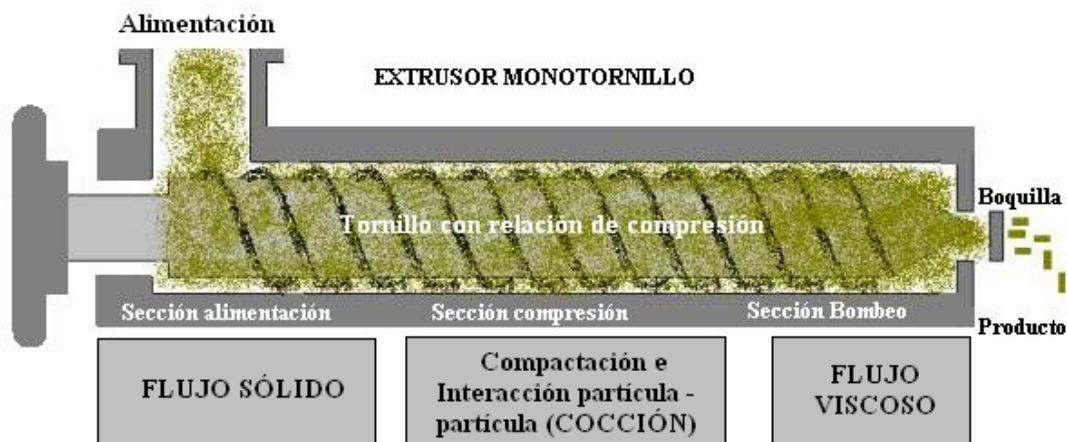 Alimentación
EXTRUSOR MONOTORNILLO
Boquilla
Tornillo con relación de compresión
Sección alimentación
Sección compresión
Sección Bombeo
Producto
FLUJO SÓLIDO
Compactación e
Interacción partícula -
partícula (COCCIÓN)
FLUJO
VISCOSO